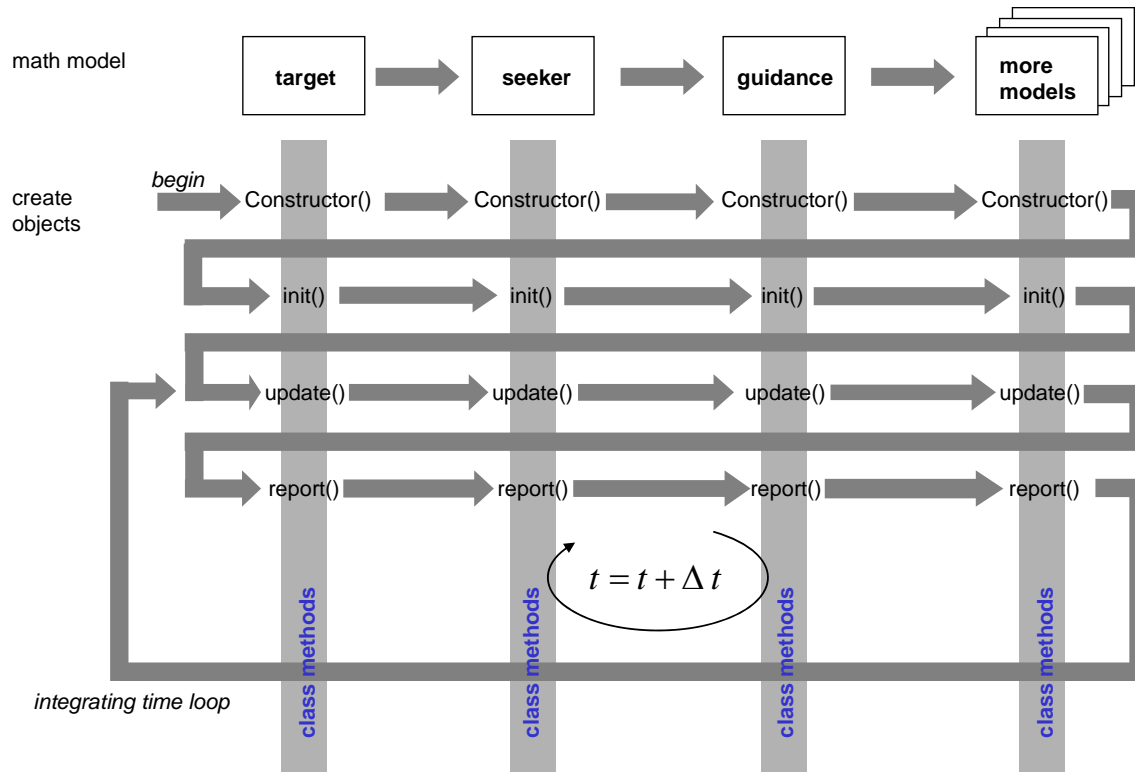 math model
target
seeker
guidance
more
models
begin
create
objects
Constructor()
Constructor()
Constructor()
Constructor()
init()
init()
init()
init()
update()
update()
update()
update()
report()
report()
report()
report()
t = t + Δ t
class methods
class methods
class methods
class methods
integrating time loop